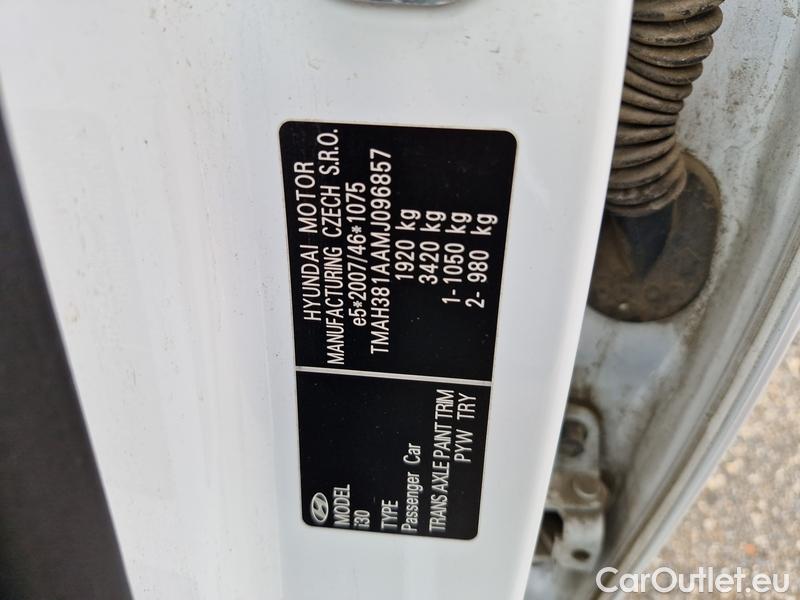 HYUNDAI MOTOR
MANUFACTURING CZECH S.R.O.
e5*2007/46*1075
TMAH381AAMJ096857
1920 kg
3420 kg
1- 1050 kg
2- 980 kg
MODEL
i30
TYPE
Passenger Car
TRANS AXLE PAINT TRIM
PYW TRY
CarOutlet.eu